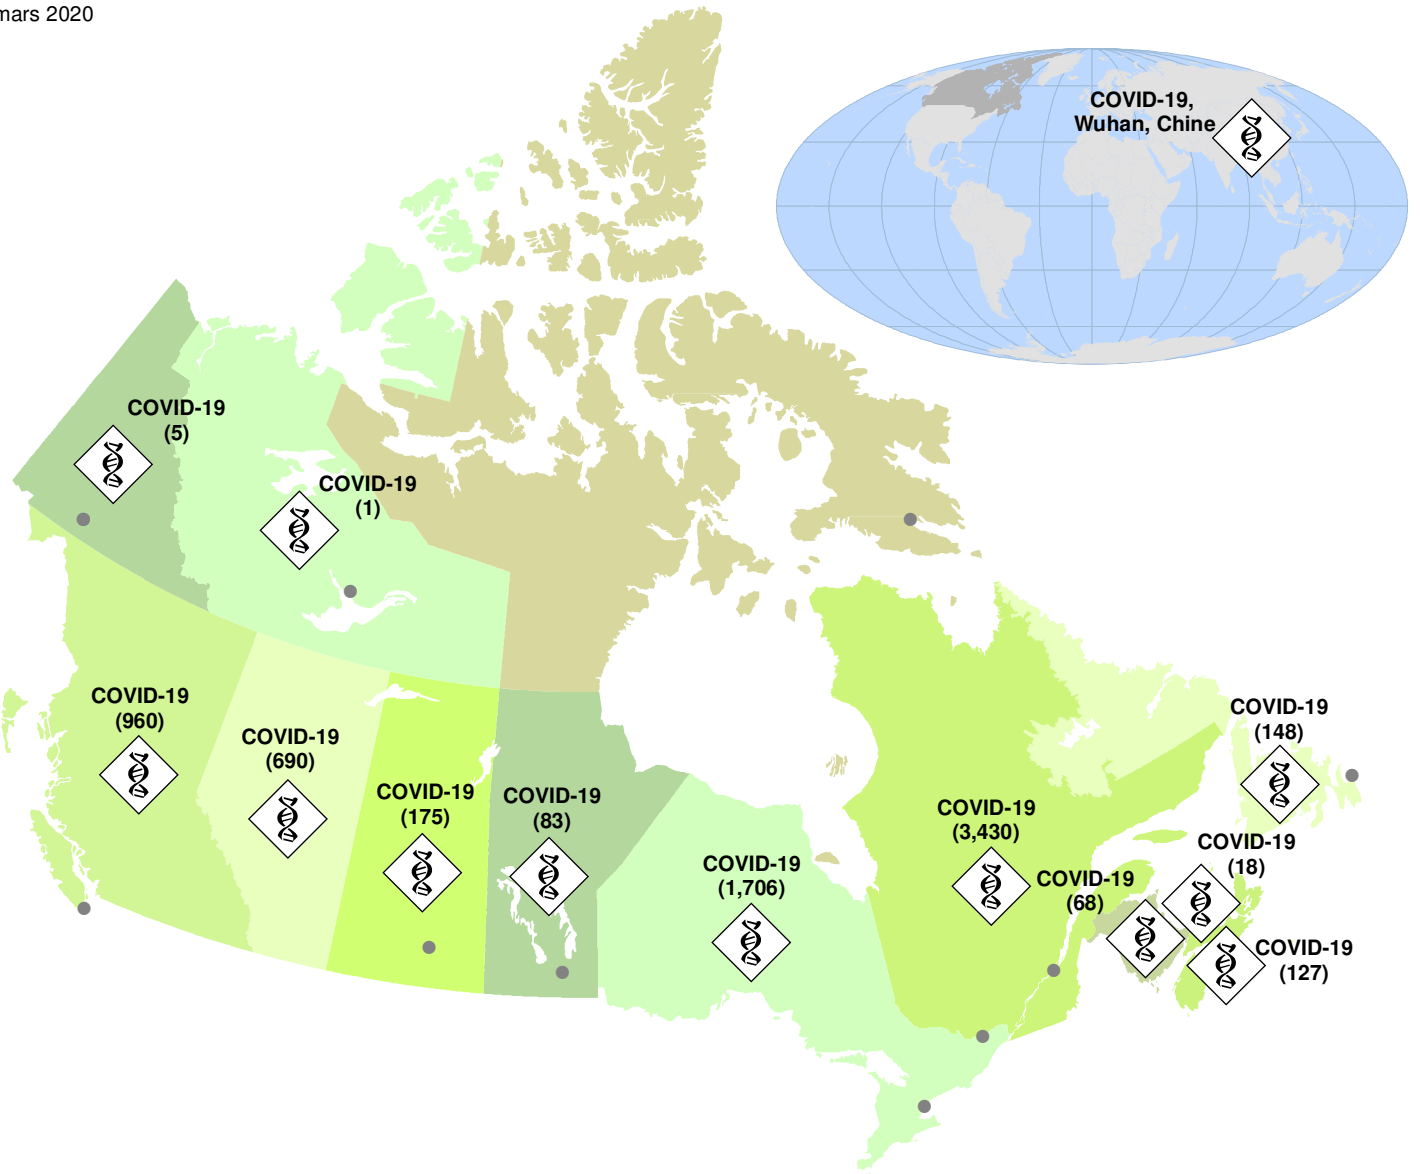 mars 2020
COVID-19,
Wuhan, Chine
COVID-19
(5)
COVID-19
(1)
COVID-19
(960)
COVID-19
(690)
COVID-19
(175)
COVID-19
(83)
COVID-19
(1,706)
COVID-19
(3,430)
COVID-19
(68)
COVID-19
(148)
COVID-19
(18)
COVID-19
(127)